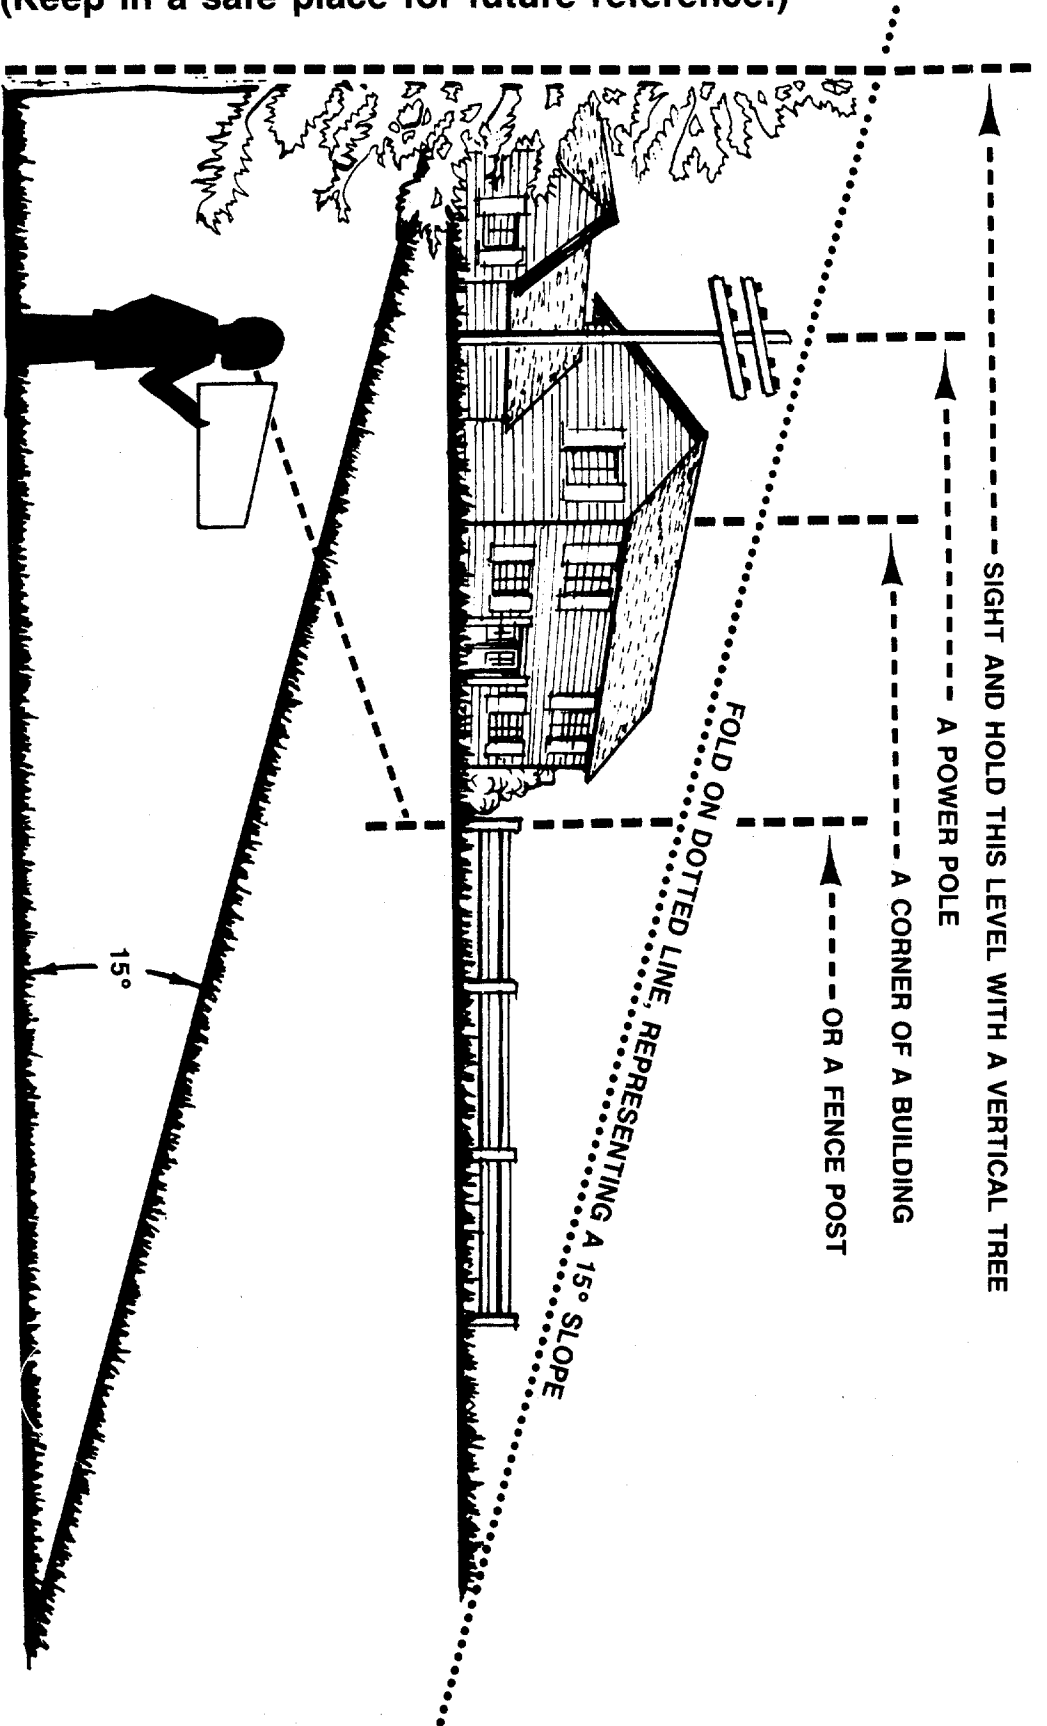 (Keep in a safe place for future reference.)
SIGHT AND HOLD THIS LEVEL WITH A VERTICAL TREE
A POWER POLE
A CORNER OF A BUILDING
OR A FENCE POST
FOLD ON DOTTED LINE, REPRESENTING A 15° SLOPE
15°